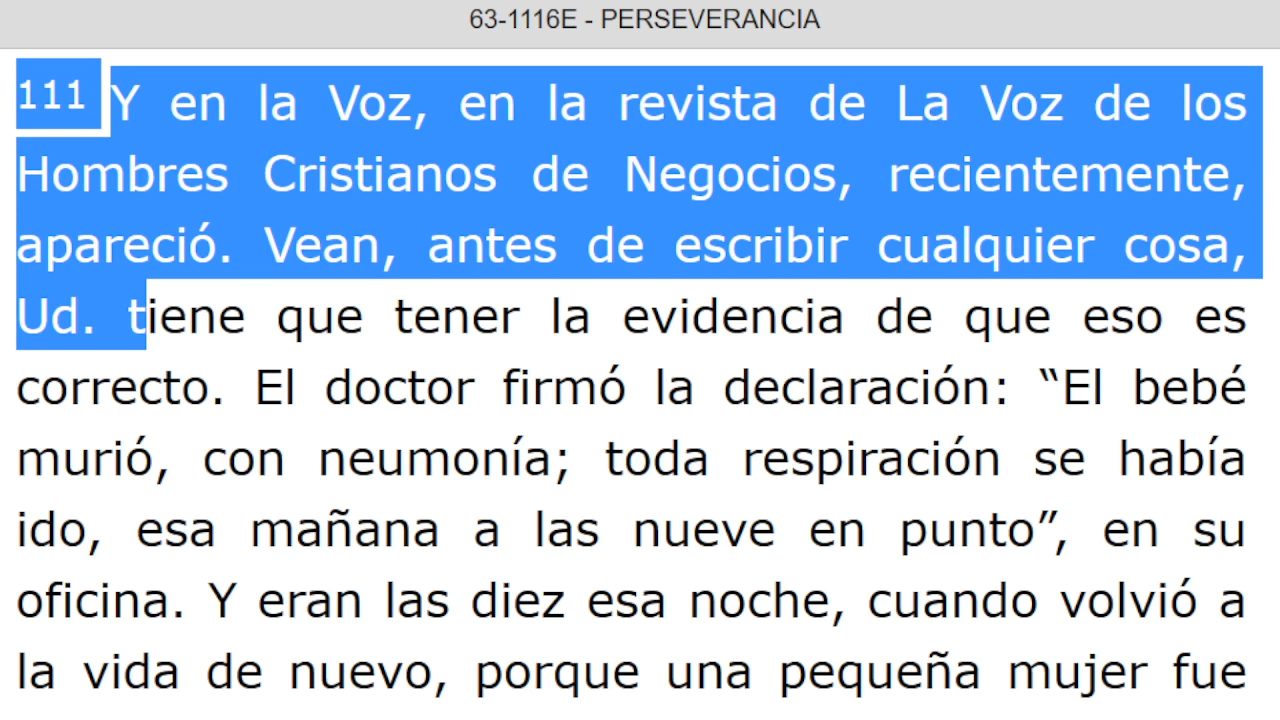 63-1116E - PERSEVERANCIA
111 Y en la Voz, en la revista de La Voz de los
Hombres Cristianos de Negocios, recientemente,
apareció. Vean, antes de escribir cualquier cosa,
Ud. tiene que tener la evidencia de que eso es
correcto. El doctor firmó la declaración: “El bebé
murió, con neumonía; toda respiración se había
ido, esa mañana a las nueve en punto”, en su
oficina. Y eran las diez esa noche, cuando volvió a
la vida de nuevo, porque una pequeña mujer fue